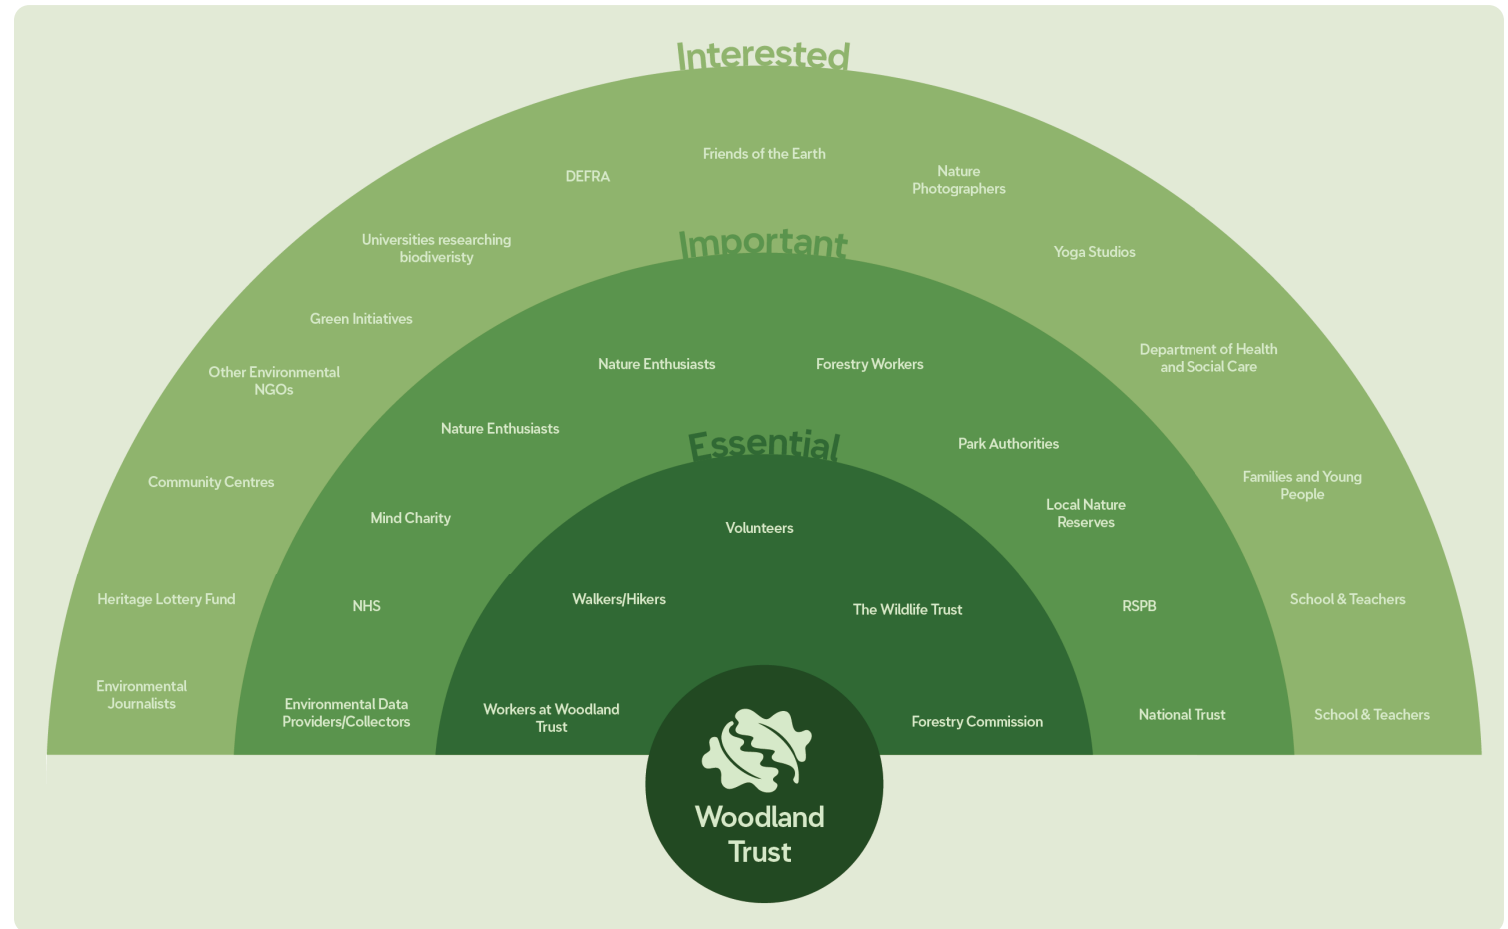 Interested
Friends of the Earth
DEFRA
Nature
Photographers
Universities researching
biodiveristy
Yoga Studios
Green Initiatives
Other Environmental
NGOs
Department of Health
and Social Care
Community Centres
Families and Young
People
Heritage Lottery Fund
School & Teachers
Environmental
Journalists
School & Teachers
Important
Nature Enthusiasts
Forestry Workers
Nature Enthusiasts
Park Authorities
Mind Charity
Local Nature
Reserves
NHS
RSPB
Environmental Data
Providers/Collectors
National Trust
Essential
Volunteers
Walkers/Hikers
The Wildlife Trust
Workers at Woodland
Trust
Forestry Commission
Woodland
Trust